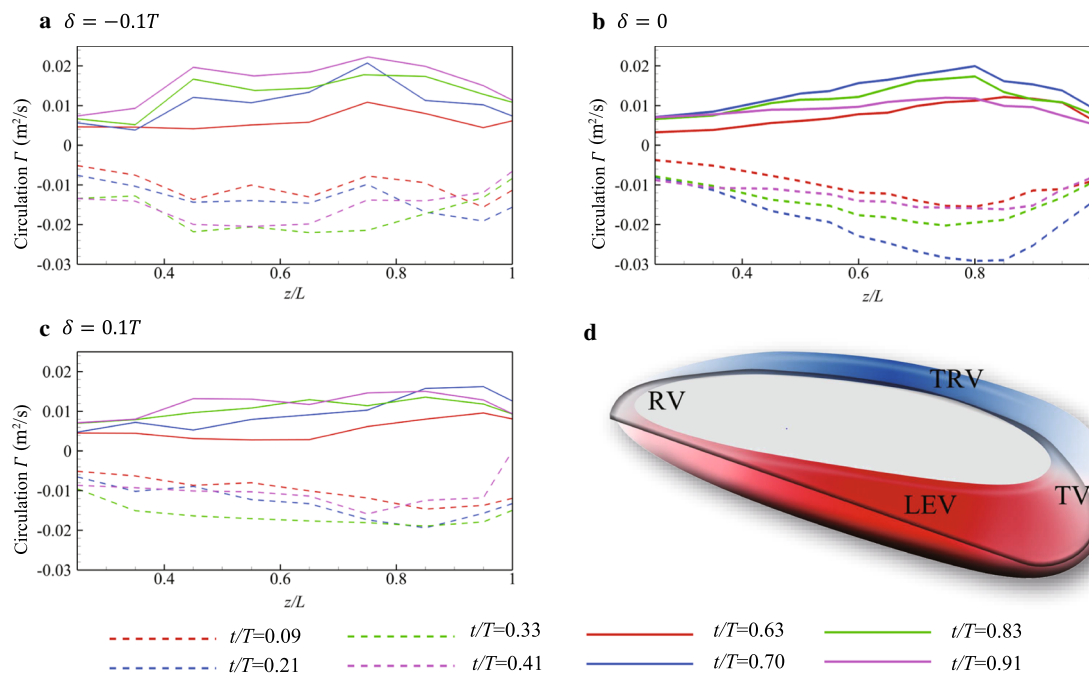 a δ = −0.1T
b δ = 0
Circulation Γ (m²/s)
0.02
0.01
0
-0.01
-0.02
-0.03
0.4
0.6
0.8
1
z/L
Circulation Γ (m²/s)
0.02
0.01
0
-0.01
-0.02
-0.03
0.4
0.6
0.8
z/L
c δ = 0.1T
Circulation Γ (m²/s)
0.02
0.01
0
-0.01
-0.02
-0.03
0.4
0.6
0.8
1
z/L
d
TRV
RV
LEV
TV
t/T=0.09
t/T=0.33
t/T=0.63
t/T=0.83
t/T=0.21
t/T=0.41
t/T=0.70
t/T=0.91